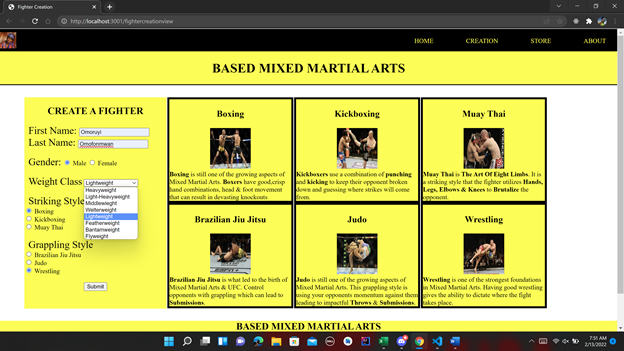 Fighter Creation
http://localhost:3001/fightercreationview
HOME CREATION STORE ABOUT
BASED MIXED MARTIAL ARTS
CREATE A FIGHTER
First Name: Omoruyi
Last Name: Omofonmwan
Gender: Male Female
Weight Class Lightweight
Heavyweight
Light-Heavyweight
Middleweight
Welterweight
Lightweight
Featherweight
Bantamweight
Flyweight
Striking Style
Boxing
Kickboxing
Muay Thai
Grappling Style
Brazilian Jiu Jitsu
Judo
Wrestling
Submit
Boxing
Boxing is still one of the growing aspects of
Mixed Martial Arts. Boxers have good,crisp
hand combinations, head & foot movement
that can result in devasting knockouts
Kickboxing
Kickboxers use a combination of punching
and kicking to keep their opponent broken
down and guessing where strikes will come
from.
Muay Thai
Muay Thai is The Art Of Eight Limbs. It is
a striking style that the fighter utilizes Hands,
Legs, Elbows & Knees to Brutalize the
opponent.
Brazilian Jiu Jitsu
Brazilian Jiu Jitsu is what led to the birth of
Mixed Martial Arts & UFC. Control
opponents with grappling which can lead to
Submissions.
Judo
Judo is still one of the growing aspects of
Mixed Martial Arts. This grappling style is
using your opponents momentum against them
leading to impactful Throws & Submissions.
Wrestling
Wrestling is one of the strongest foundations
in Mixed Martial Arts. Having good wrestling
gives the ability to dictate where the fight
takes place.
BASED MIXED MARTIAL ARTS
7:51 AM
2/13/2022